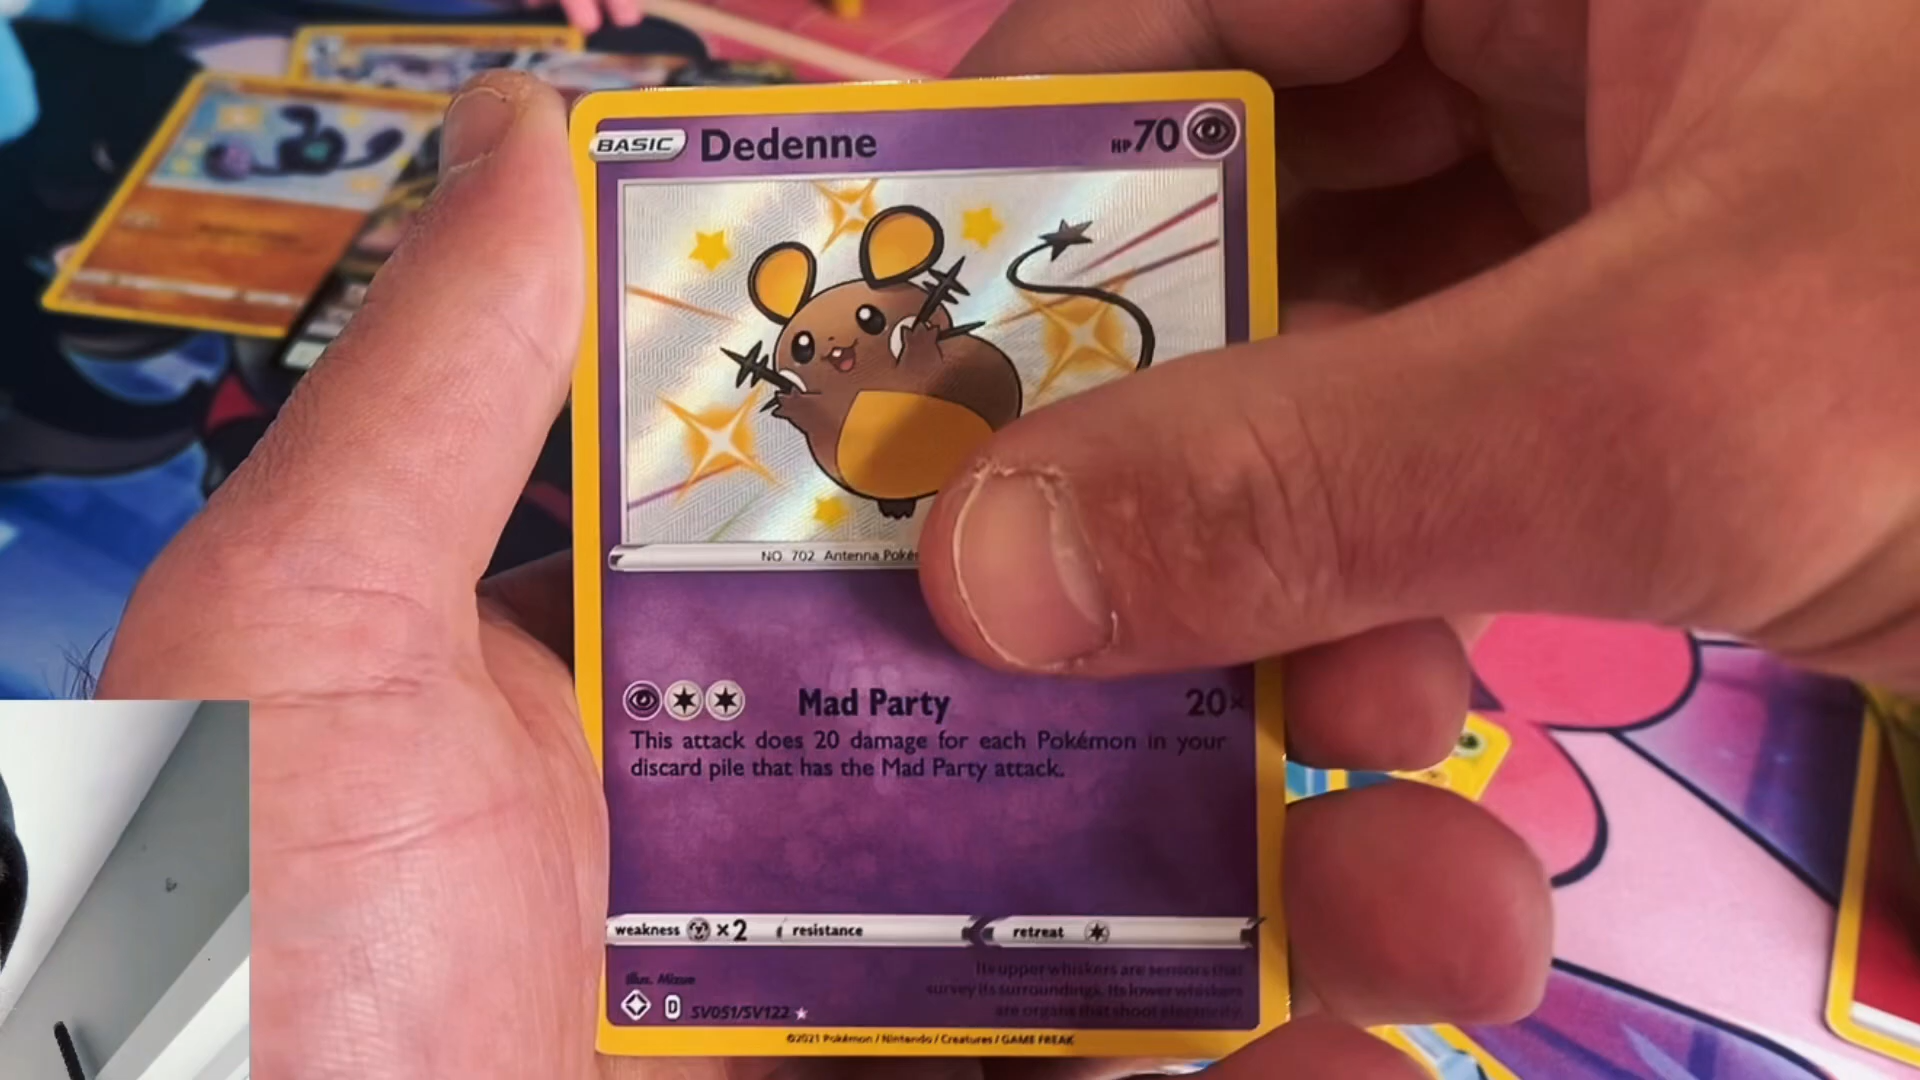 BASIC Dedenne HP70
NO. 702 Antenna
Mad Party 20×
This attack does 20 damage for each Pokémon in your
discard pile that has the Mad Party attack.
weakness ×2 resistance retreat
Illus. Mizue
Its upper whiskers are sensors that
survey its surroundings. Its lower whiskers
are organs that shoot electricity.
D SV051/SV122
©2021 Pokémon / Nintendo / Creatures / GAME FREAK